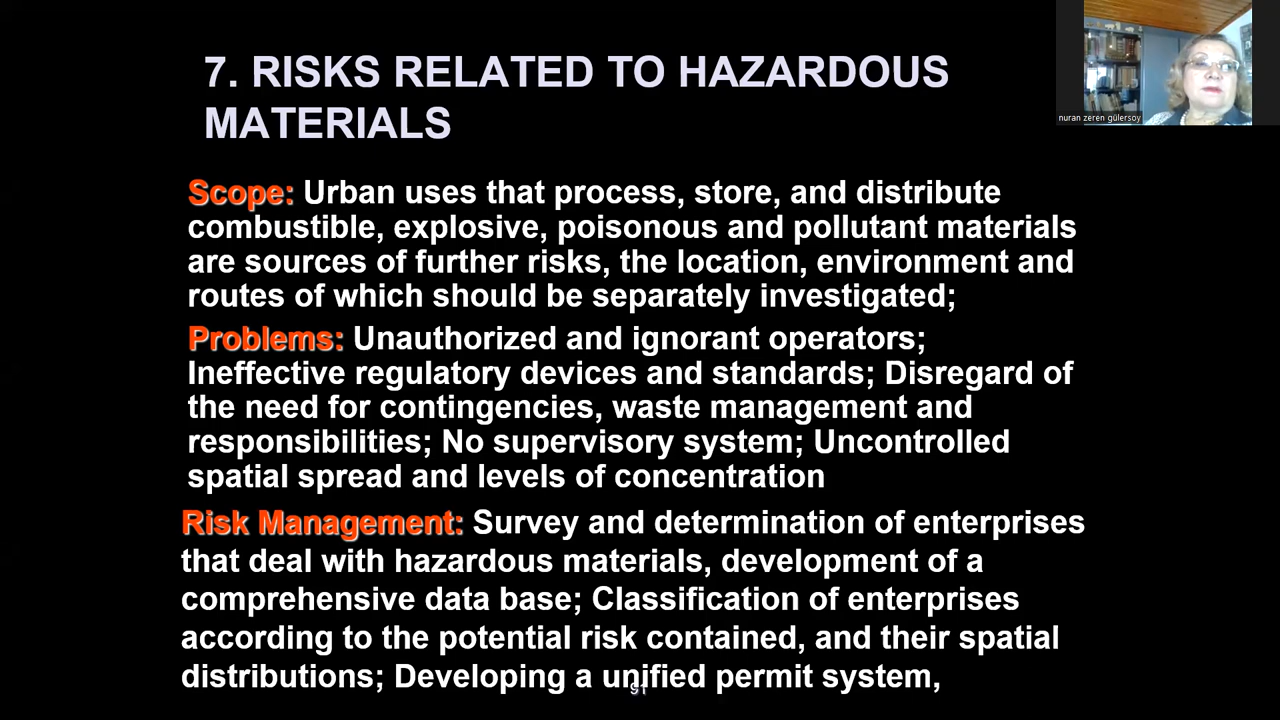 7. RISKS RELATED TO HAZARDOUS
MATERIALS
nuran zeren gülersoy
Scope: Urban uses that process, store, and distribute
combustible, explosive, poisonous and pollutant materials
are sources of further risks, the location, environment and
routes of which should be separately investigated;
Problems: Unauthorized and ignorant operators;
Ineffective regulatory devices and standards; Disregard of
the need for contingencies, waste management and
responsibilities; No supervisory system; Uncontrolled
spatial spread and levels of concentration
Risk Management: Survey and determination of enterprises
that deal with hazardous materials, development of a
comprehensive data base; Classification of enterprises
according to the potential risk contained, and their spatial
distributions; Developing a unified permit system,
91